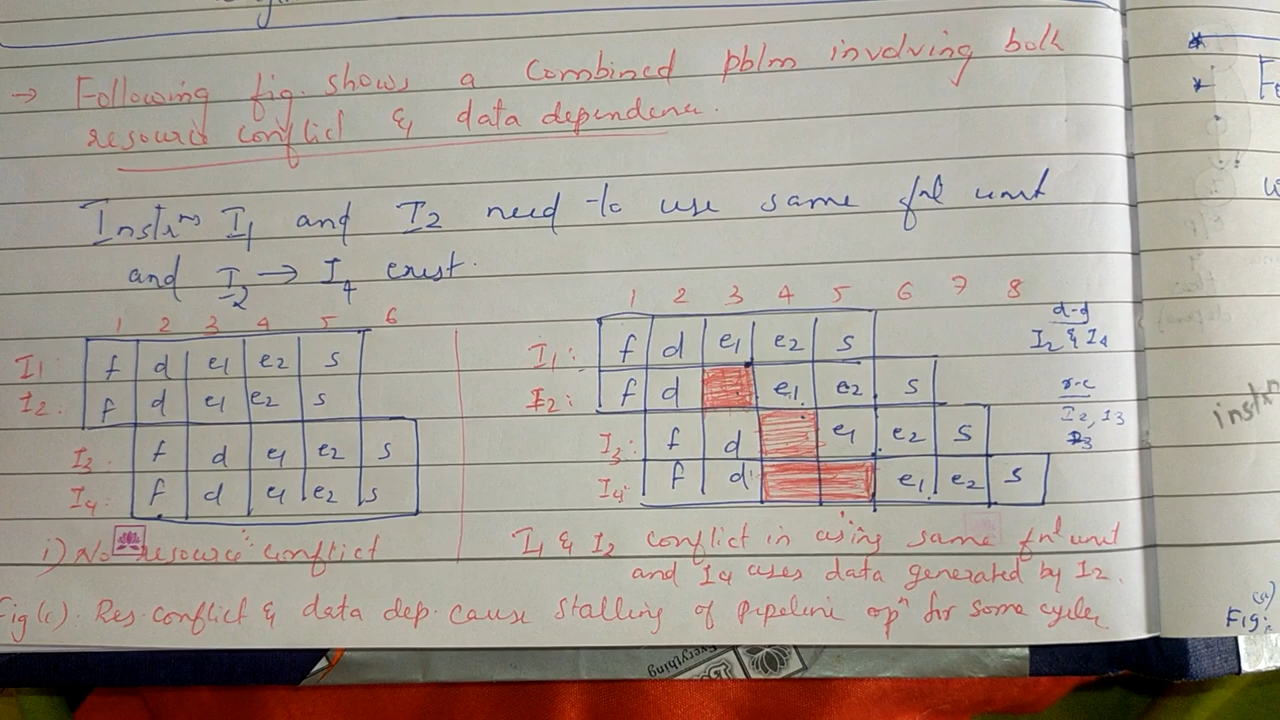 → Following fig. shows a Combined pblm involving both
resource conflict & data dependence.
Instrⁿˢ I1 and I2 need to use same fnl unit
and I2 → I4 exist.
1 2 3 4 5 6
I1: f d e1 e2 s
I2: f d e1 e2 s
I3: f d e1 e2 s
I4: f d e1 e2 s
i) No resource conflict
1 2 3 4 5 6 7 8
I1: f d e1 e2 s
I2: f d e1 e2 s
I3: f d e1 e2 s
I4: f d e1 e2 s
d-d
I2 & I4
r-c
I2, I3
I1 & I2 conflict in using same fnl unit
and I4 uses data generated by I2.
Fig(c): Res. conflict & data dep. cause stalling of pipeline opⁿ for some cycle
instrⁿ
Fig:
Everything